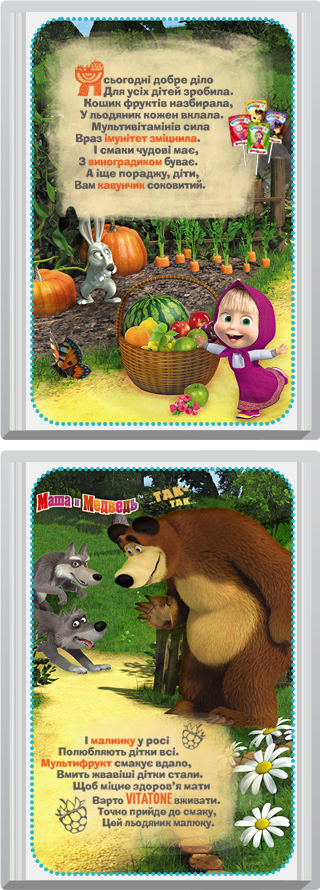 Я сьогодні добре діло
Для усіх дітей зробила.
Кошик фруктів назбирала,
У льодяник кожен вклала.
Мультивітамінів сила
Враз імунітет зміцнила.
І смаки чудові має,
З виноградиком буває.
А іще пораджу, діти,
Вам кавунчик соковитий.
Маша и Медведь
ТАК-
ТАК...
І малинку у росі
Полюбляють дітки всі.
Мультифрукт смакує вдало,
Вмить жвавіші дітки стали.
Щоб міцне здоров'я мати
Варто VITATONE вживати.
Точно прийде до смаку,
Цей льодяник малюку.